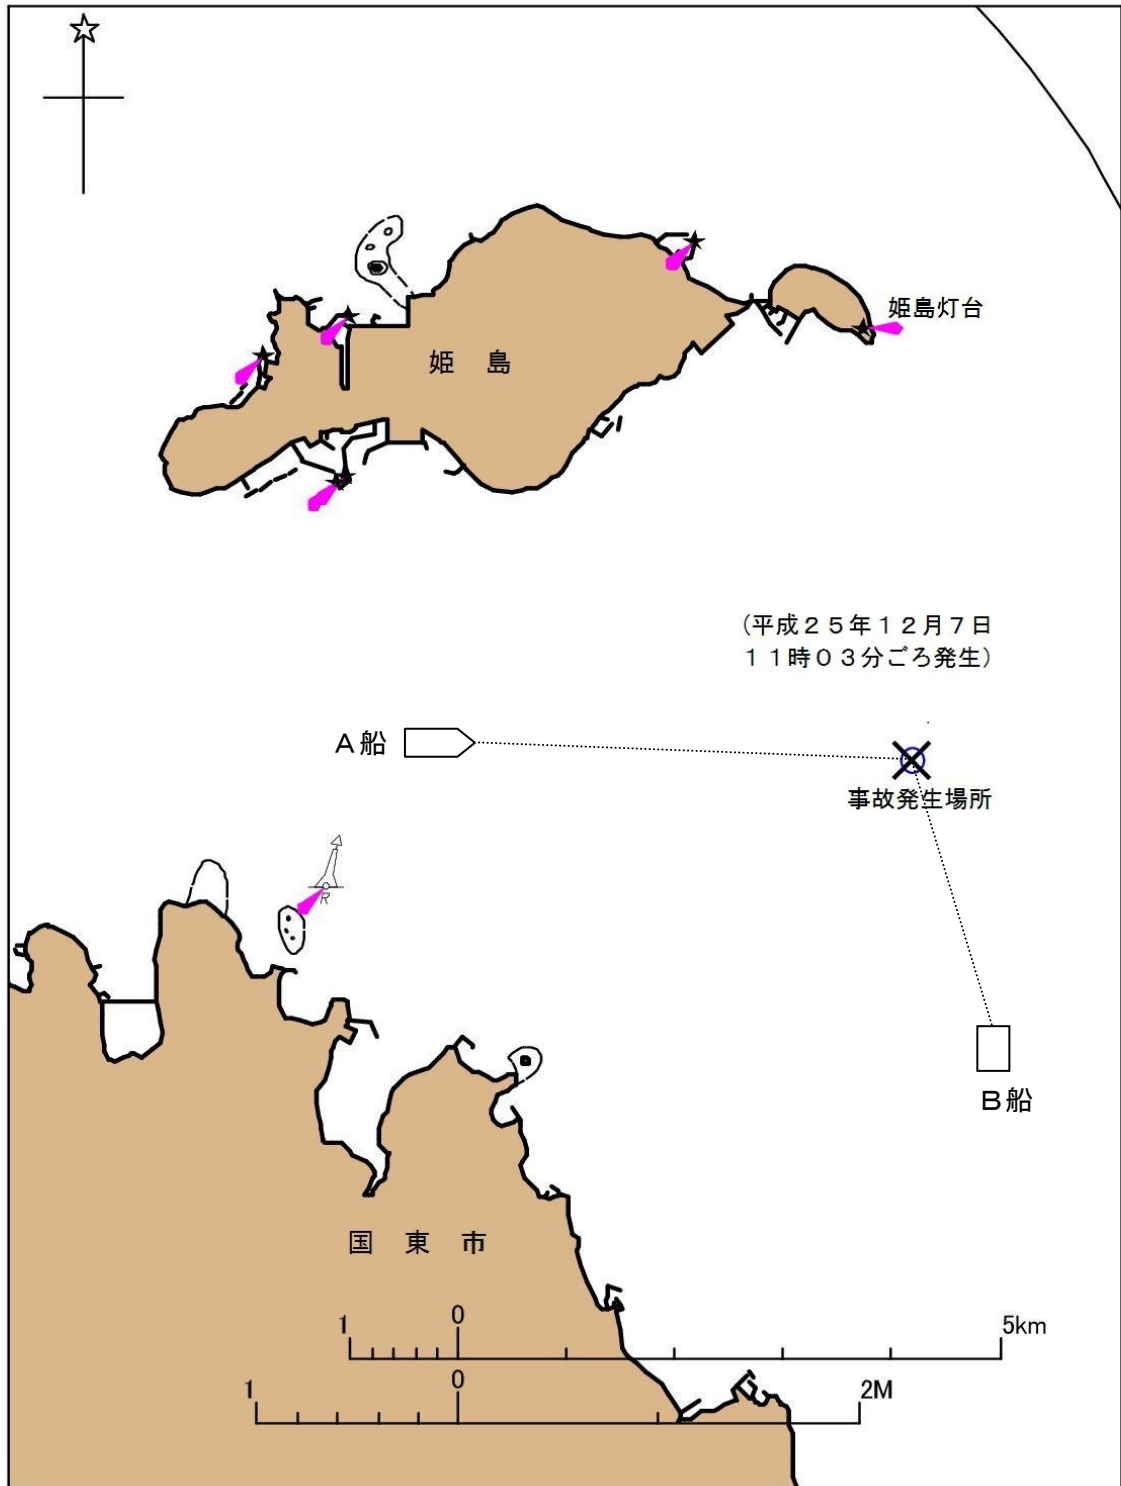 姫島灯台
姫 島
(平成25年12月7日
11時03分ごろ発生)
A船
事故発生場所
R
B船
国 東 市
1 0 5km
1 0 2M